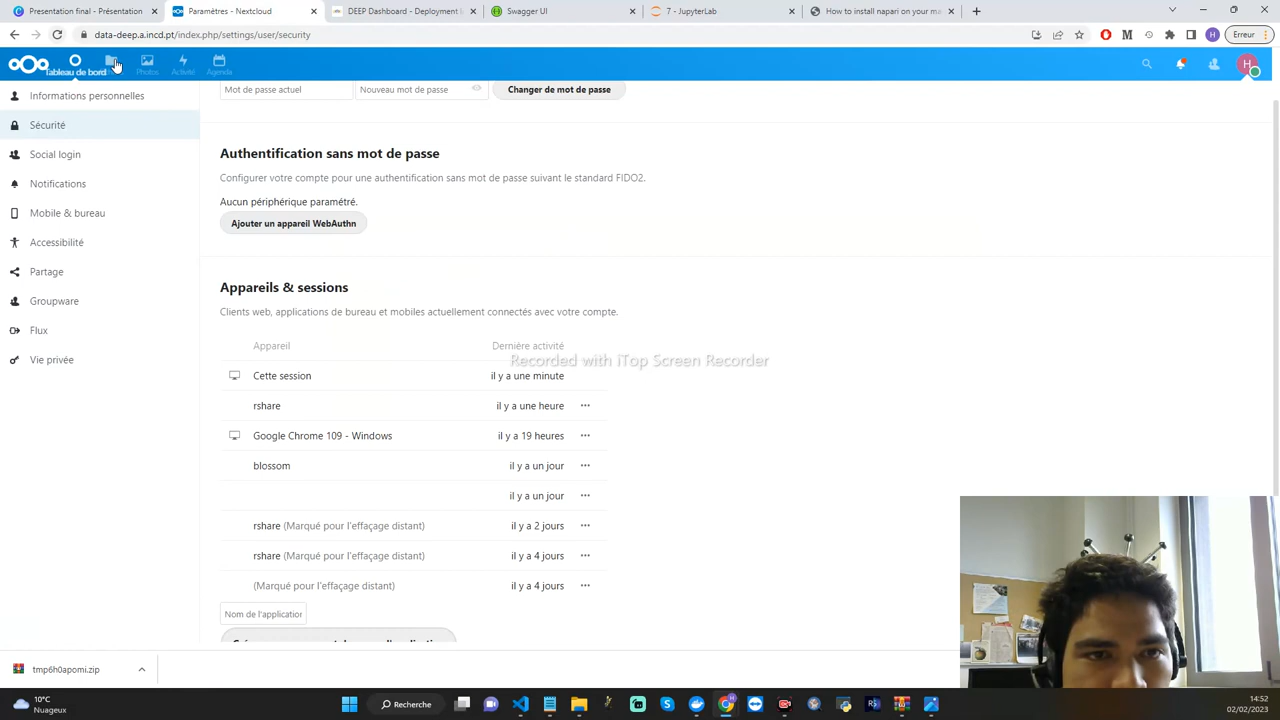 Presentation final - Présentation
Paramètres - Nextcloud
DEEP Dashboard - Deployment l
Swagger UI
7 - JupyterLab
How to install napari on your ma
data-deep.a.incd.pt/index.php/settings/user/security
Erreur
Tableau de bord
Photos
Activité
Agenda
H
Informations personnelles
Sécurité
Social login
Notifications
Mobile & bureau
Accessibilité
Partage
Groupware
Flux
Vie privée
Mot de passe actuel
Nouveau mot de passe
Changer de mot de passe
Authentification sans mot de passe
Configurer votre compte pour une authentification sans mot de passe suivant le standard FIDO2.
Aucun périphérique paramétré.
Ajouter un appareil WebAuthn
Appareils & sessions
Clients web, applications de bureau et mobiles actuellement connectés avec votre compte.
Appareil Dernière activité
Recorded with iTop Screen Recorder
Cette session il y a une minute
rshare il y a une heure
Google Chrome 109 - Windows il y a 19 heures
blossom il y a un jour
il y a un jour
rshare (Marqué pour l'effaçage distant) il y a 2 jours
rshare (Marqué pour l'effaçage distant) il y a 4 jours
(Marqué pour l'effaçage distant) il y a 4 jours
Nom de l'application
tmp6h0apomi.zip
10°C
Nuageux
Recherche
14:52
02/02/2023